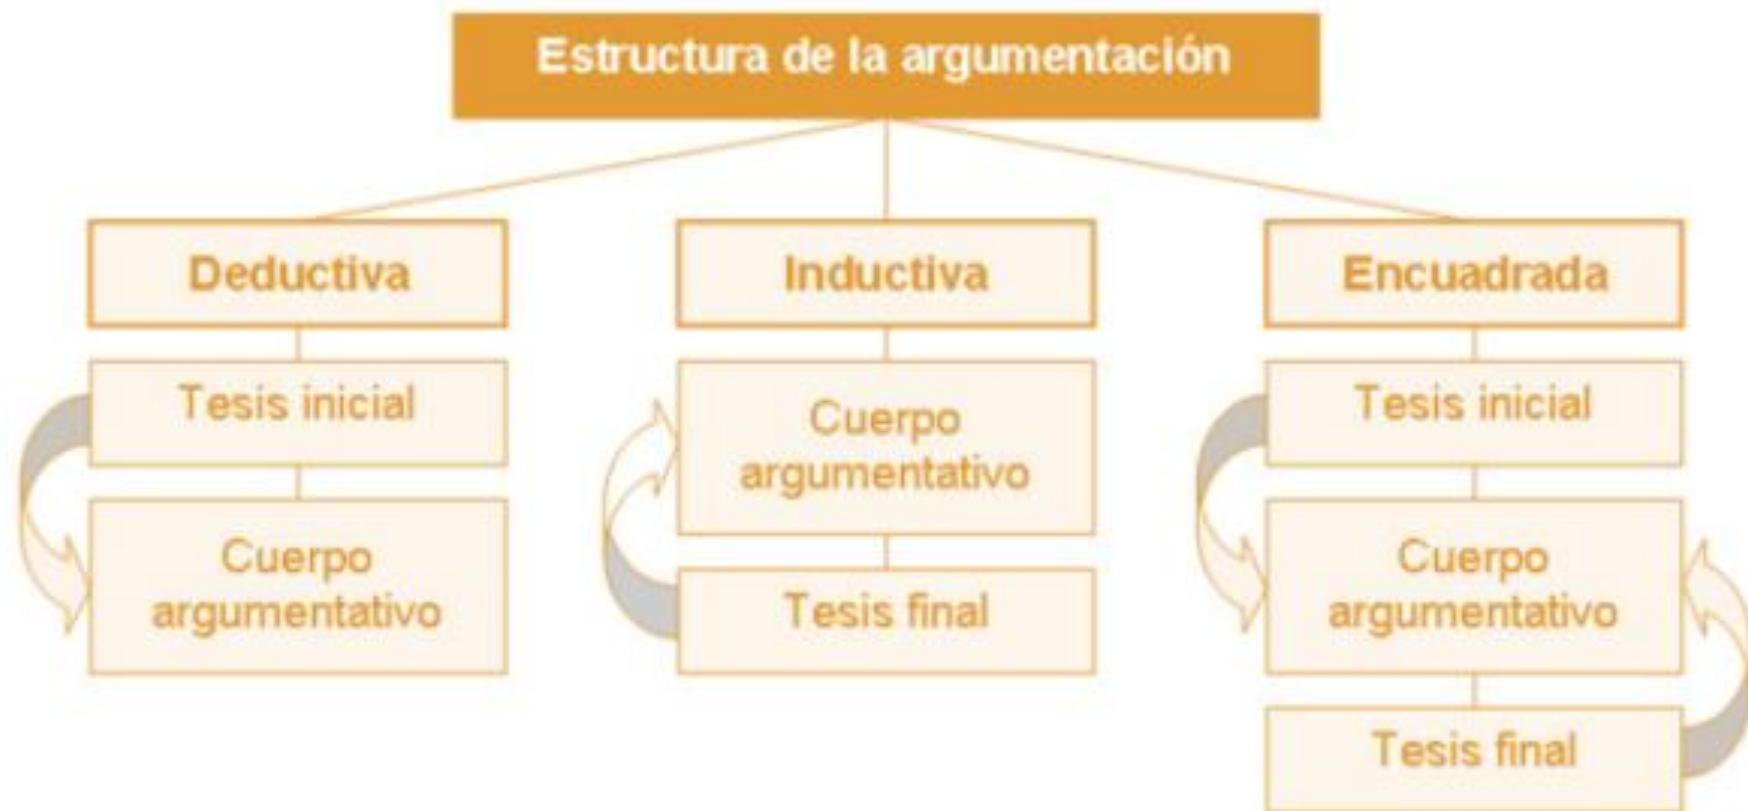 Estructura de la argumentación
Deductiva
Tesis inicial
Cuerpo
argumentativo
Inductiva
Cuerpo
argumentativo
Tesis final
Encuadrada
Tesis inicial
Cuerpo
argumentativo
Tesis final